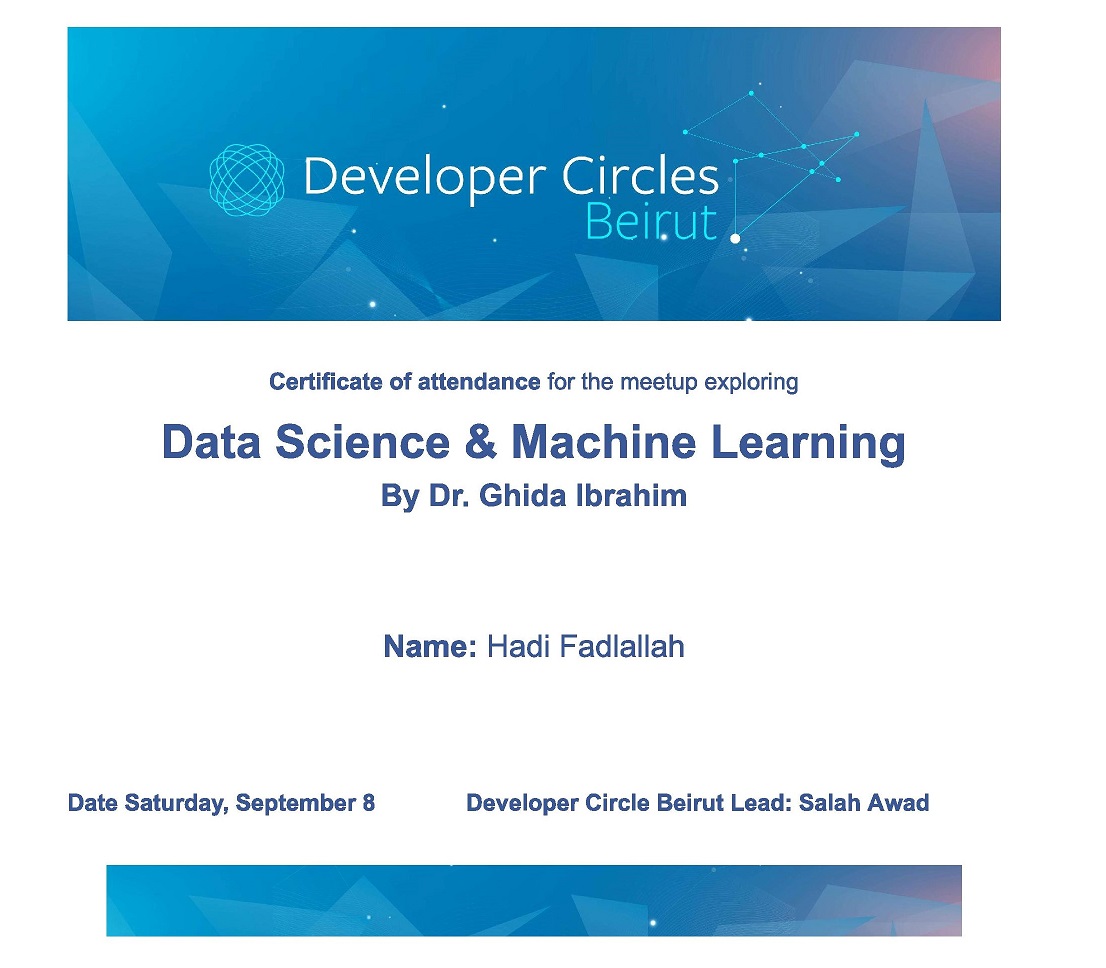 Developer Circles
Beirut
Certificate of attendance for the meetup exploring
Data Science & Machine Learning
By Dr. Ghida Ibrahim
Name: Hadi Fadlallah
Date Saturday, September 8
Developer Circle Beirut Lead: Salah Awad